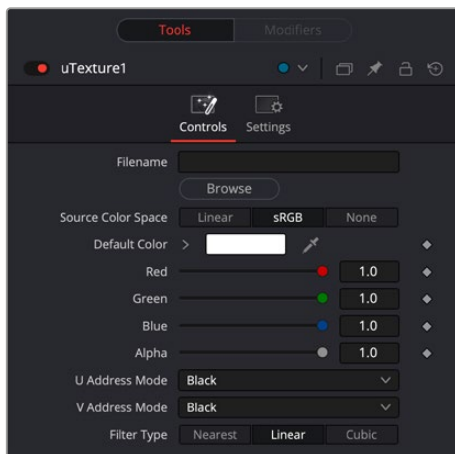 Tools Modifiers
uTexture1
Controls Settings
Filename
Browse
Source Color Space Linear sRGB None
Default Color
Red 1.0
Green 1.0
Blue 1.0
Alpha 1.0
U Address Mode Black
V Address Mode Black
Filter Type Nearest Linear Cubic